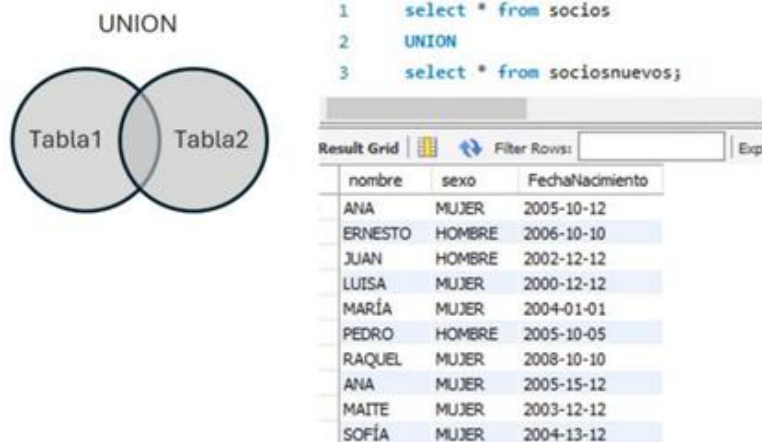 UNION
Tabla1 Tabla2
1 select * from socios
2 UNION
3 select * from sociosnuevos;
Result Grid Filter Rows: Exp
nombre sexo FechaNacimiento
ANA MUJER 2005-10-12
ERNESTO HOMBRE 2006-10-10
JUAN HOMBRE 2002-12-12
LUISA MUJER 2000-12-12
MARÍA MUJER 2004-01-01
PEDRO HOMBRE 2005-10-05
RAQUEL MUJER 2008-10-10
ANA MUJER 2005-15-12
MAITE MUJER 2003-12-12
SOFÍA MUJER 2004-13-12